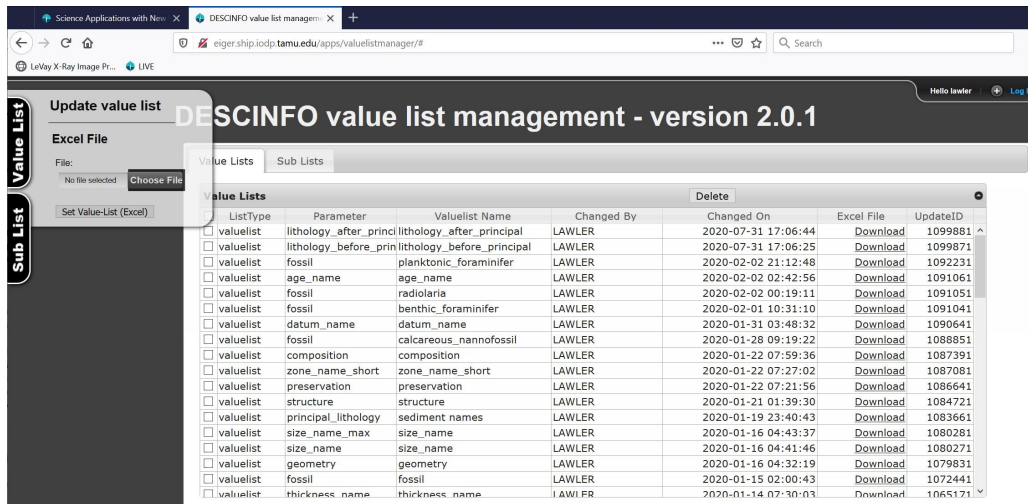 Science Applications with New
DESCINFO value list manageme
eiger.ship.iodp.tamu.edu/apps/valuelistmanager/#
Search
LeVay X-Ray Image Pr... LIVE
Hello lawler
Log
Value List
Sub List
Update value list
Excel File
File:
No file selected Choose File
Set Value-List (Excel)
DESCINFO value list management - version 2.0.1
Value Lists Sub Lists
Value Lists Delete
ListType Parameter Valuelist Name Changed By Changed On Excel File UpdateID
valuelist lithology_after_princi lithology_after_principal LAWLER 2020-07-31 17:06:44 Download 1099881
valuelist lithology_before_prin lithology_before_principal LAWLER 2020-07-31 17:06:25 Download 1099871
valuelist fossil planktonic_foraminifer LAWLER 2020-02-02 21:12:48 Download 1092231
valuelist age_name age_name LAWLER 2020-02-02 02:42:56 Download 1091061
valuelist fossil radiolaria LAWLER 2020-02-02 00:19:11 Download 1091051
valuelist fossil benthic_foraminifer LAWLER 2020-02-01 10:31:10 Download 1091041
valuelist datum_name datum_name LAWLER 2020-01-31 03:48:32 Download 1090641
valuelist fossil calcareous_nannofossil LAWLER 2020-01-28 09:19:22 Download 1088851
valuelist composition composition LAWLER 2020-01-22 07:59:36 Download 1087391
valuelist zone_name_short zone_name_short LAWLER 2020-01-22 07:27:02 Download 1087081
valuelist preservation preservation LAWLER 2020-01-22 07:21:56 Download 1086641
valuelist structure structure LAWLER 2020-01-21 01:39:30 Download 1084721
valuelist principal_lithology sediment names LAWLER 2020-01-19 23:40:43 Download 1083661
valuelist size_name_max size_name LAWLER 2020-01-16 04:43:37 Download 1080281
valuelist size_name size_name LAWLER 2020-01-16 04:41:46 Download 1080271
valuelist geometry geometry LAWLER 2020-01-16 04:32:19 Download 1079831
valuelist fossil fossil LAWLER 2020-01-15 02:00:43 Download 1072441
valuelist thickness_name thickness_name LAWLER 2020-01-14 07:30:03 Download 1065171